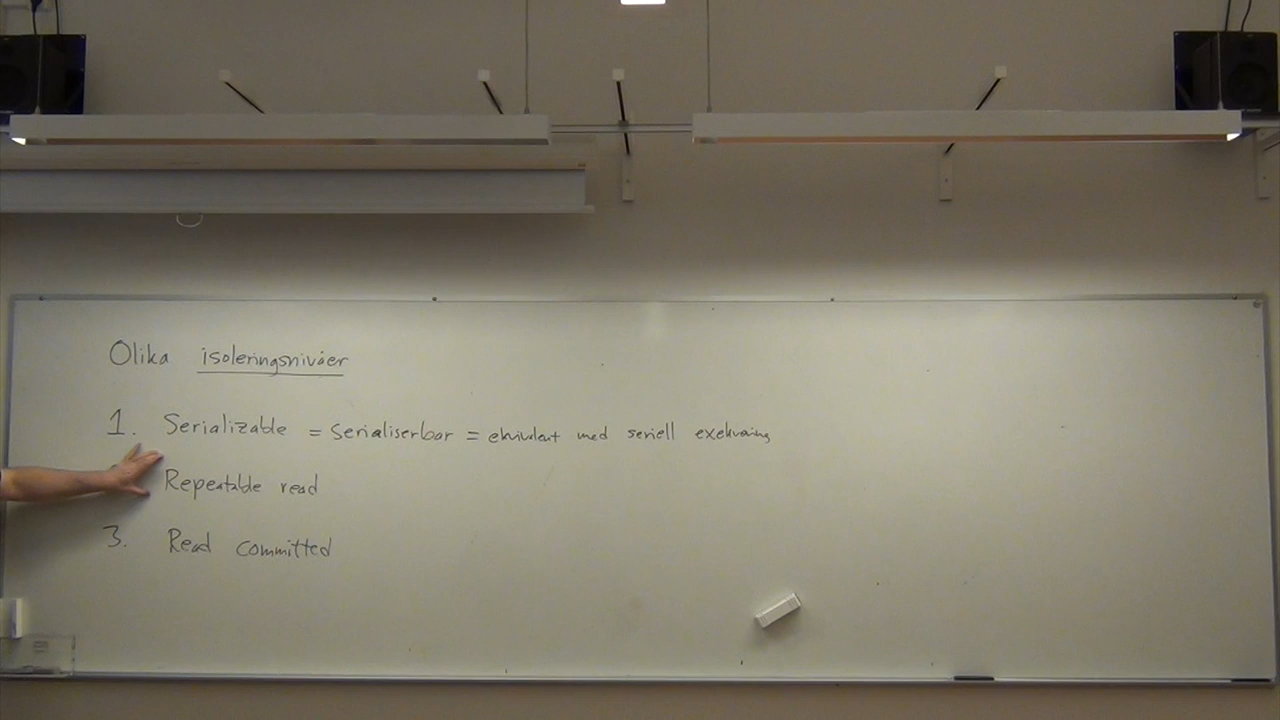 Olika isoleringsnivåer
1. Serializable = Serialiserbar = ekvivalent med seriell exekvering
Repeatable read
3. Read committed